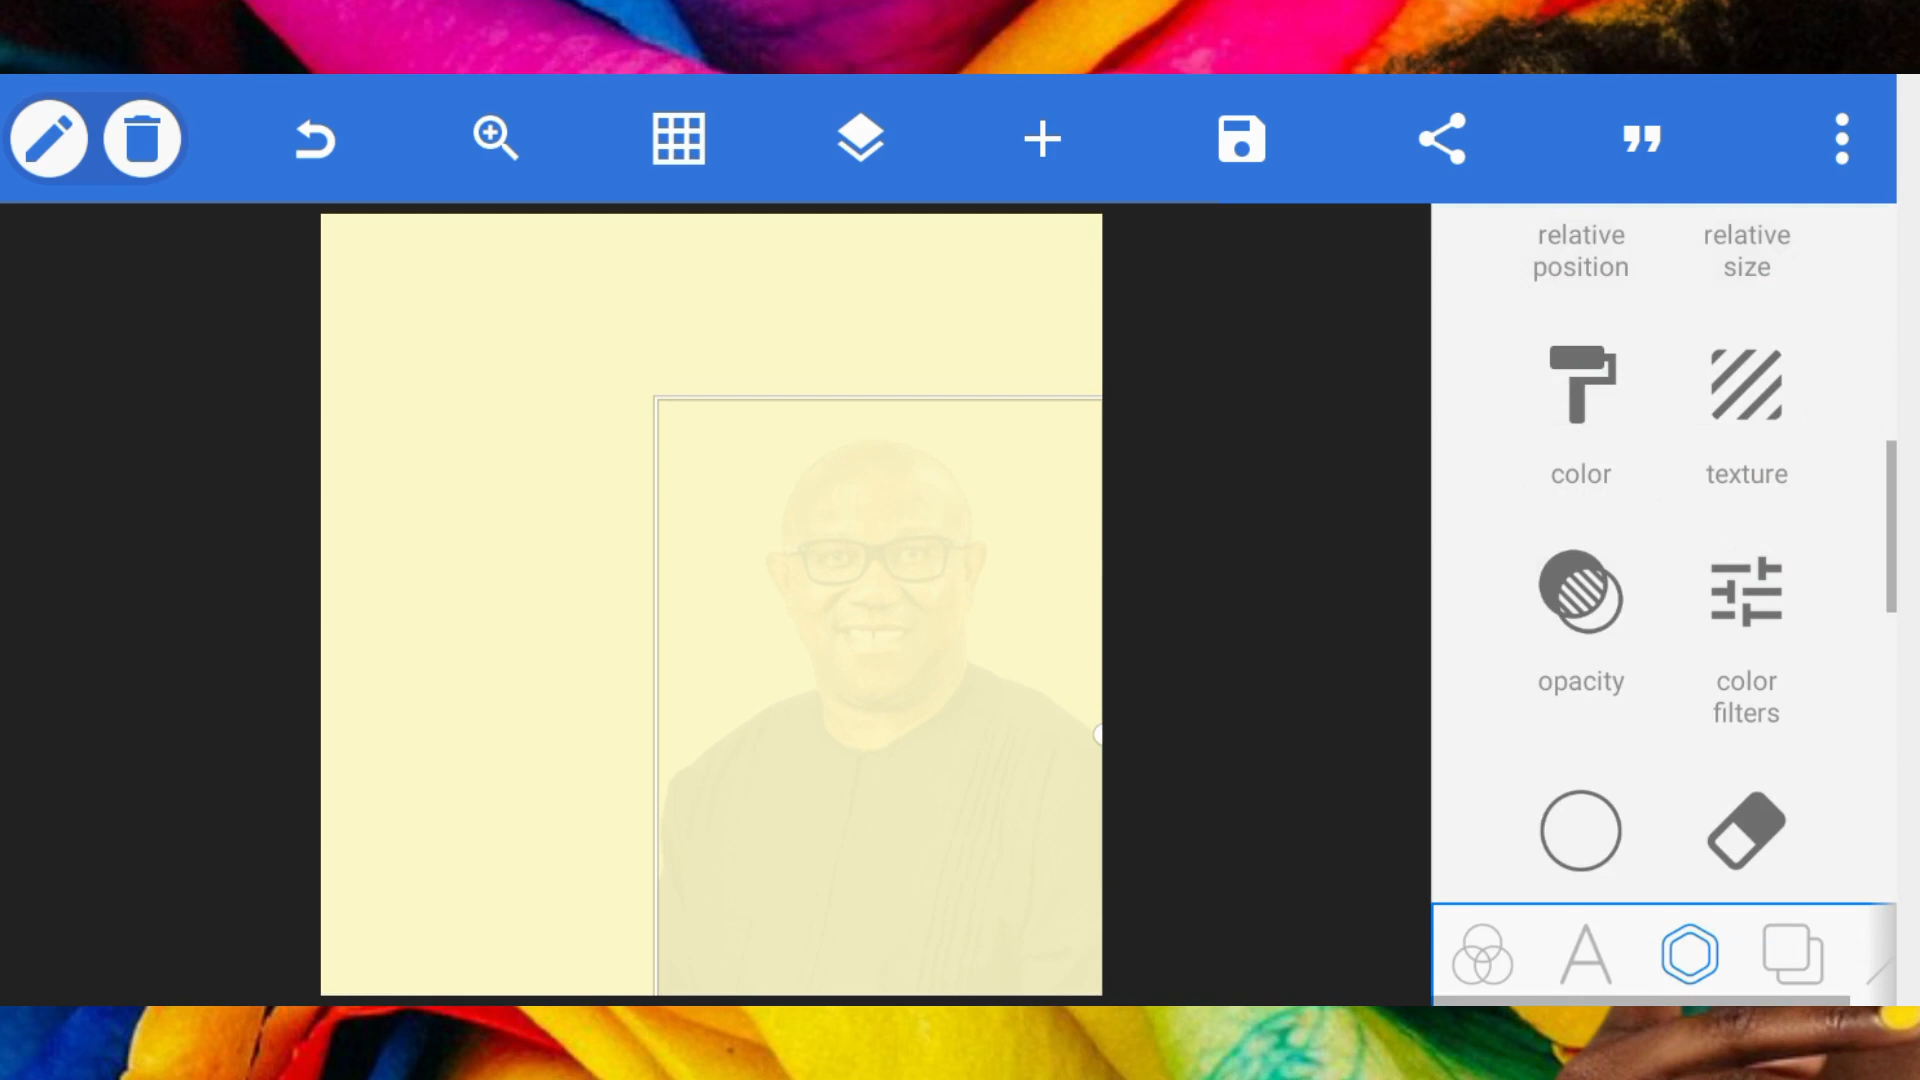 relative
position
relative
size
color
texture
opacity
color
filters